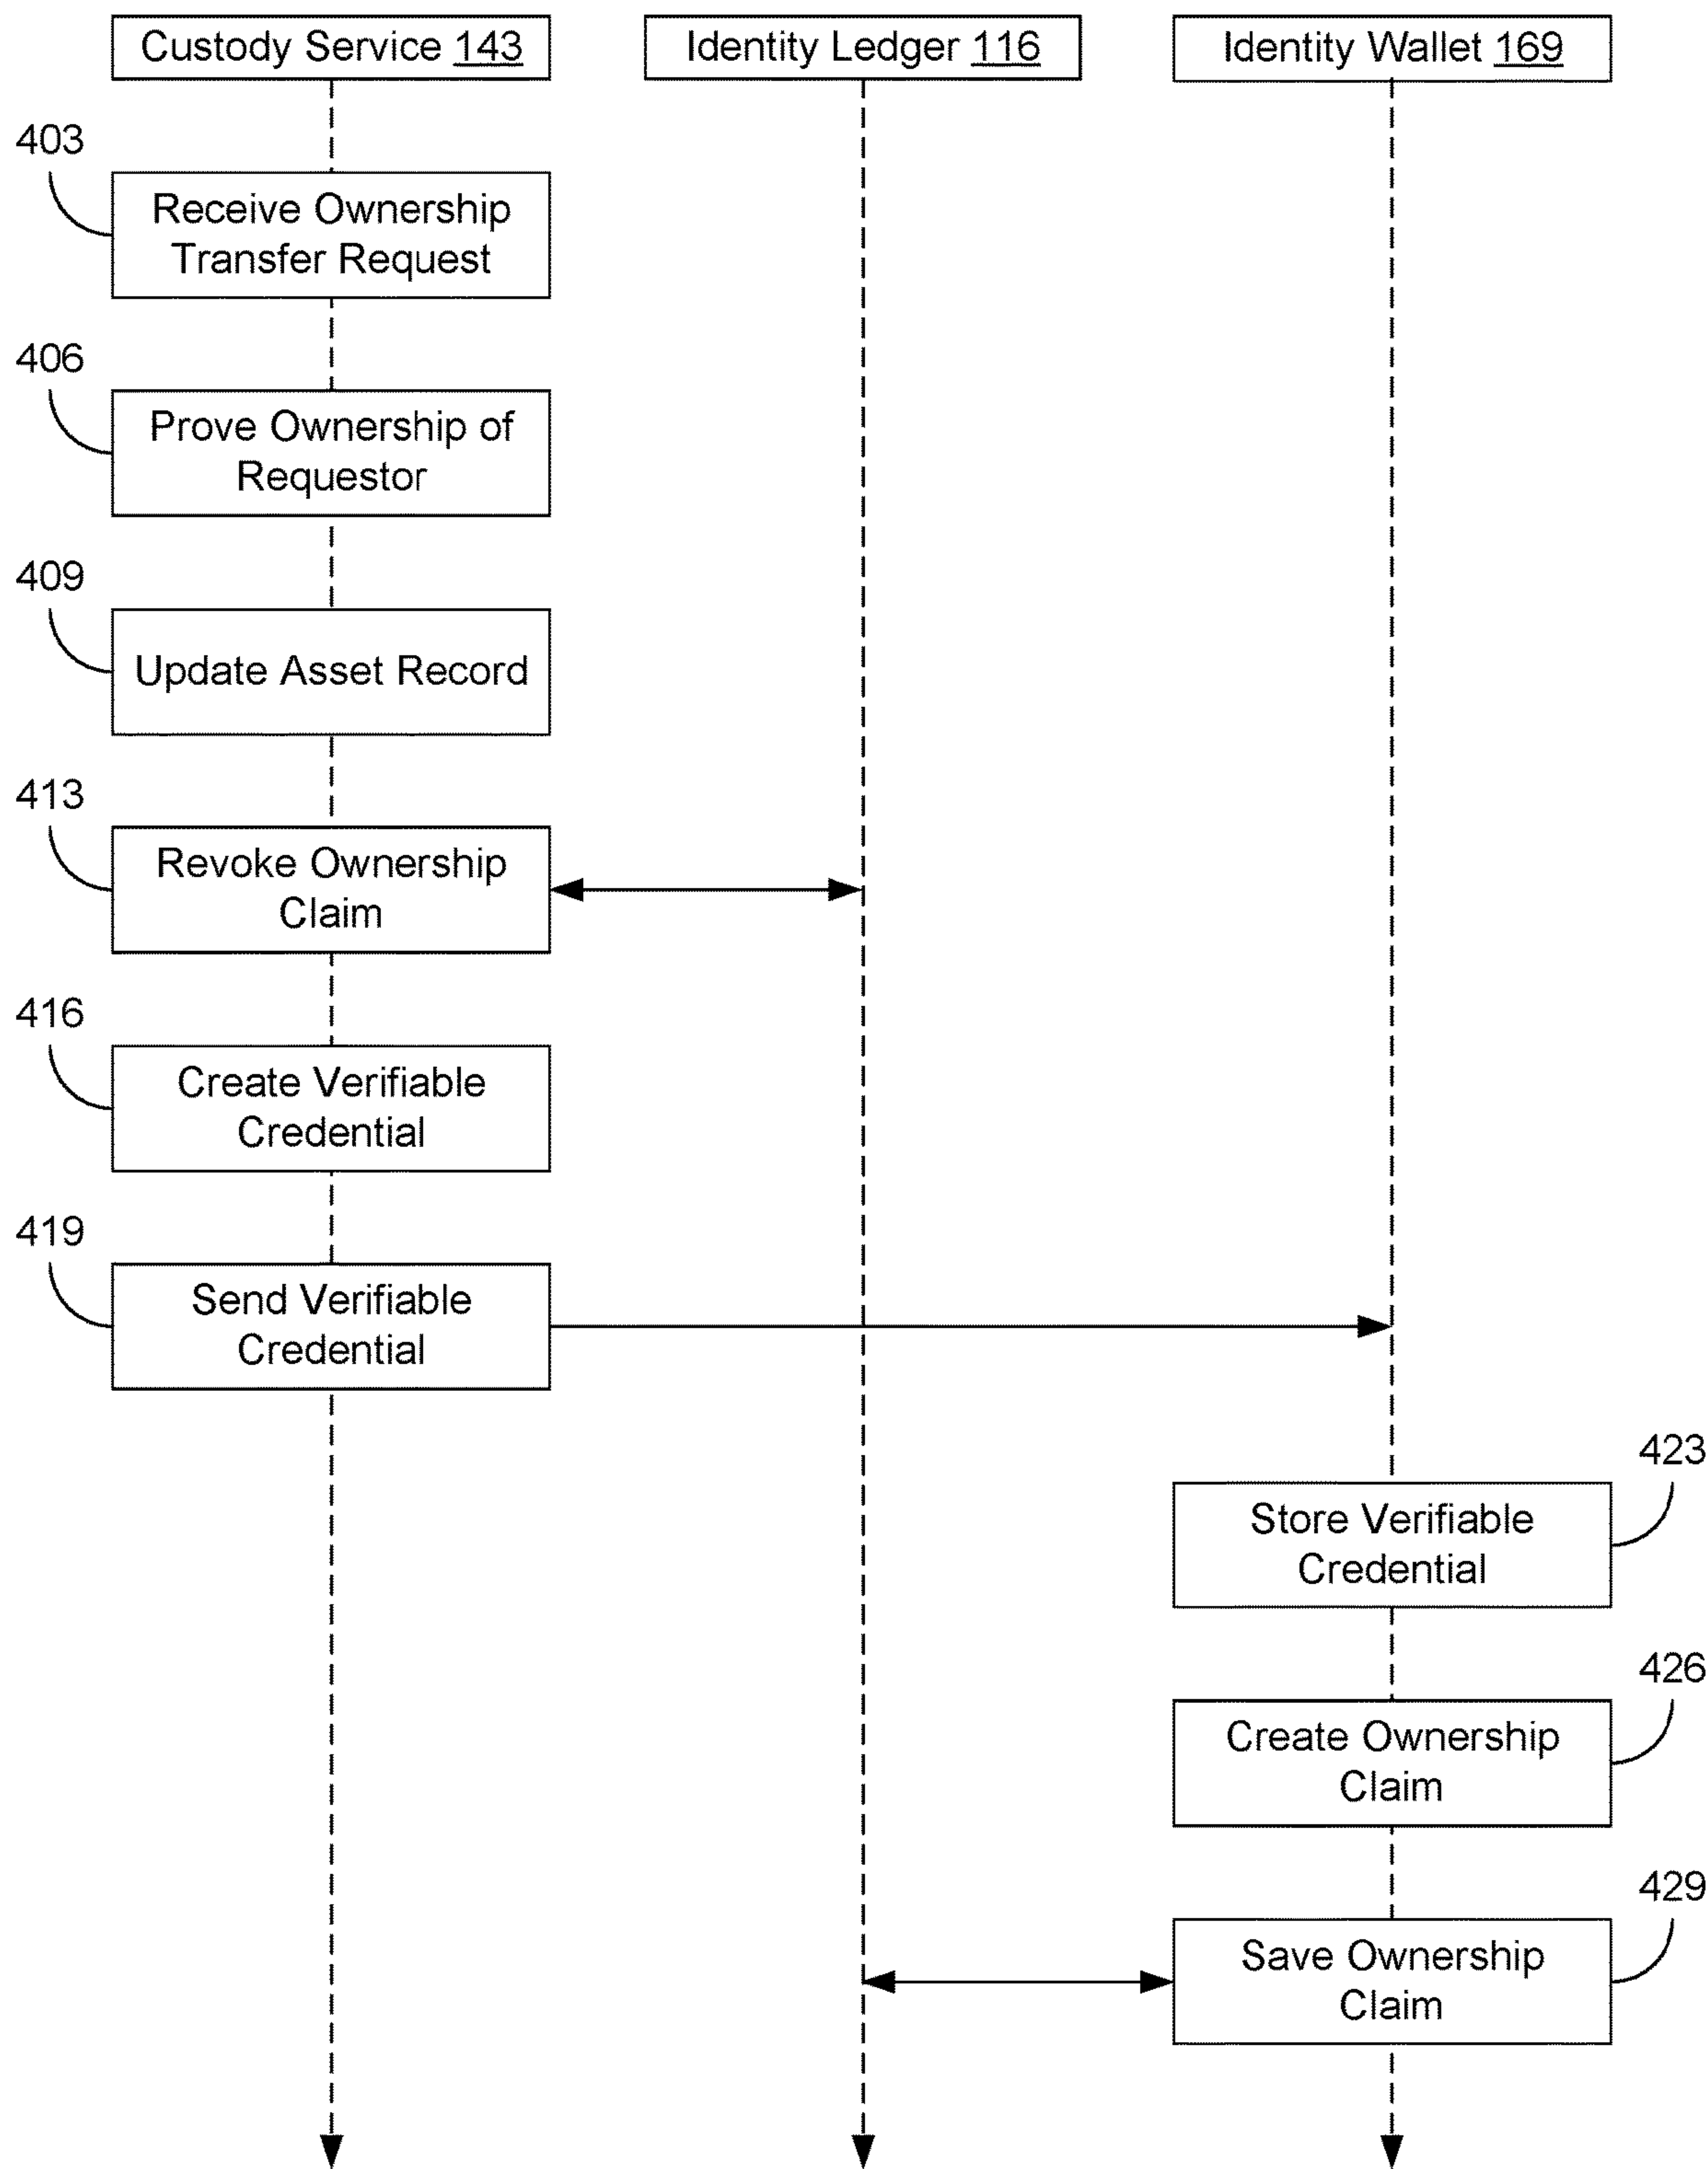 Custody Service 143
Identity Ledger 116
Identity Wallet 169
403
Receive Ownership
Transfer Request
406
Prove Ownership of
Requestor
409
Update Asset Record
413
Revoke Ownership
Claim
416
Create Verifiable
Credential
419
Send Verifiable
Credential
423
Store Verifiable
Credential
426
Create Ownership
Claim
429
Save Ownership
Claim